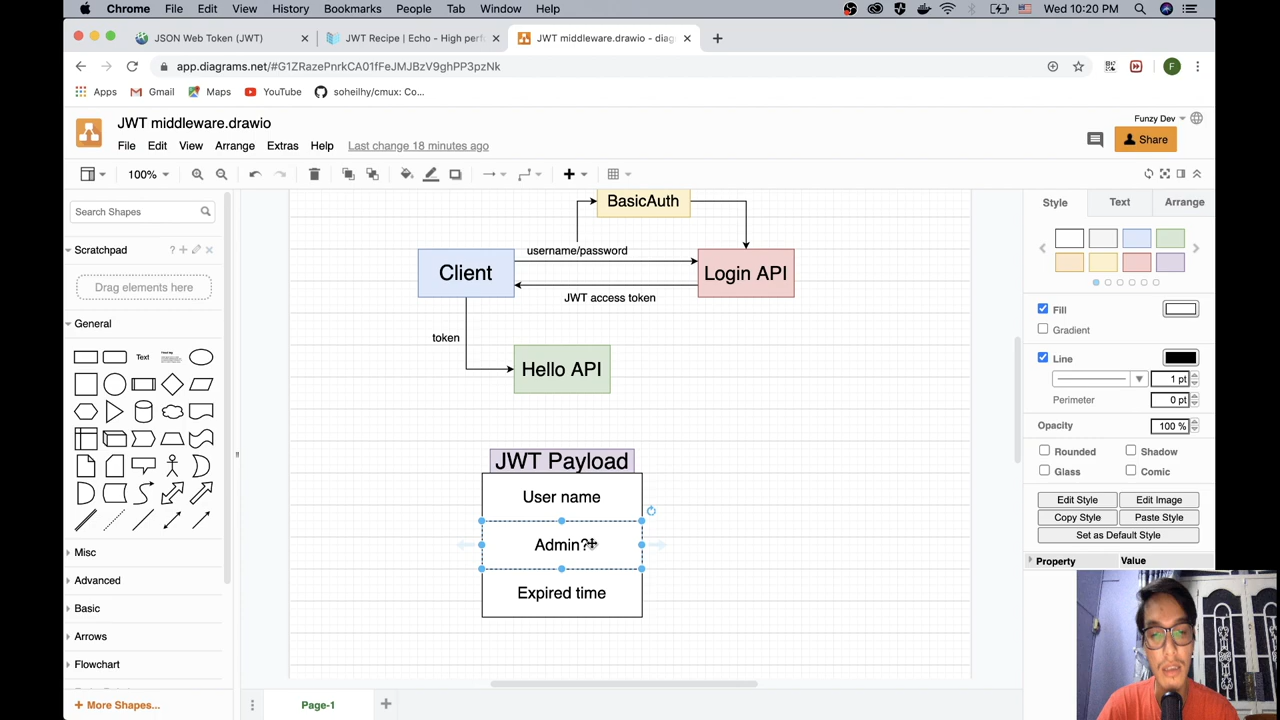 Chrome File Edit View History Bookmarks People Tab Window Help Wed 10:20 PM
JSON Web Token (JWT) JWT Recipe | Echo - High perf JWT middleware.drawio - diag
app.diagrams.net/#G1ZRazePnrkCA01fFeJMJBzV9ghPP3pzNk F
Apps Gmail Maps YouTube soheilhy/cmux: Co...
JWT middleware.drawio
Funzy Dev
File Edit View Arrange Extras Help Last change 18 minutes ago
Share
100%
Search Shapes
Scratchpad
Drag elements here
General
Text
Misc
Advanced
Basic
Arrows
Flowchart
+ More Shapes...
BasicAuth
username/password
Client
Login API
JWT access token
token
Hello API
JWT Payload
User name
Admin?
Expired time
Page-1
Style Text Arrange
Fill
Gradient
Line
1 pt
Perimeter 0 pt
Opacity 100 %
Rounded Shadow
Glass Comic
Edit Style Edit Image
Copy Style Paste Style
Set as Default Style
Property Value